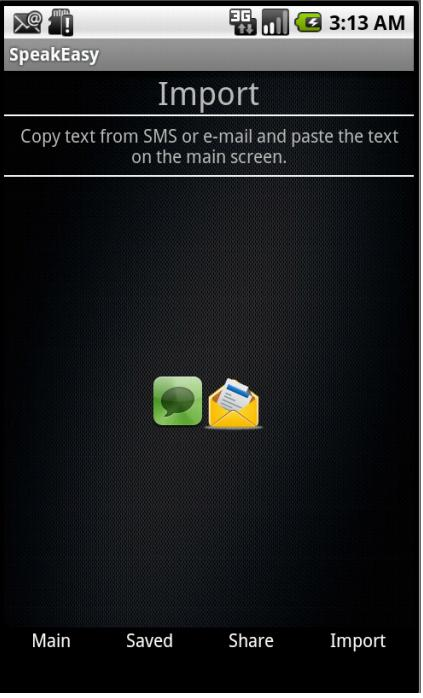 3G
3:13 AM
SpeakEasy
Import
Copy text from SMS or e-mail and paste the text
on the main screen.
Main Saved Share Import